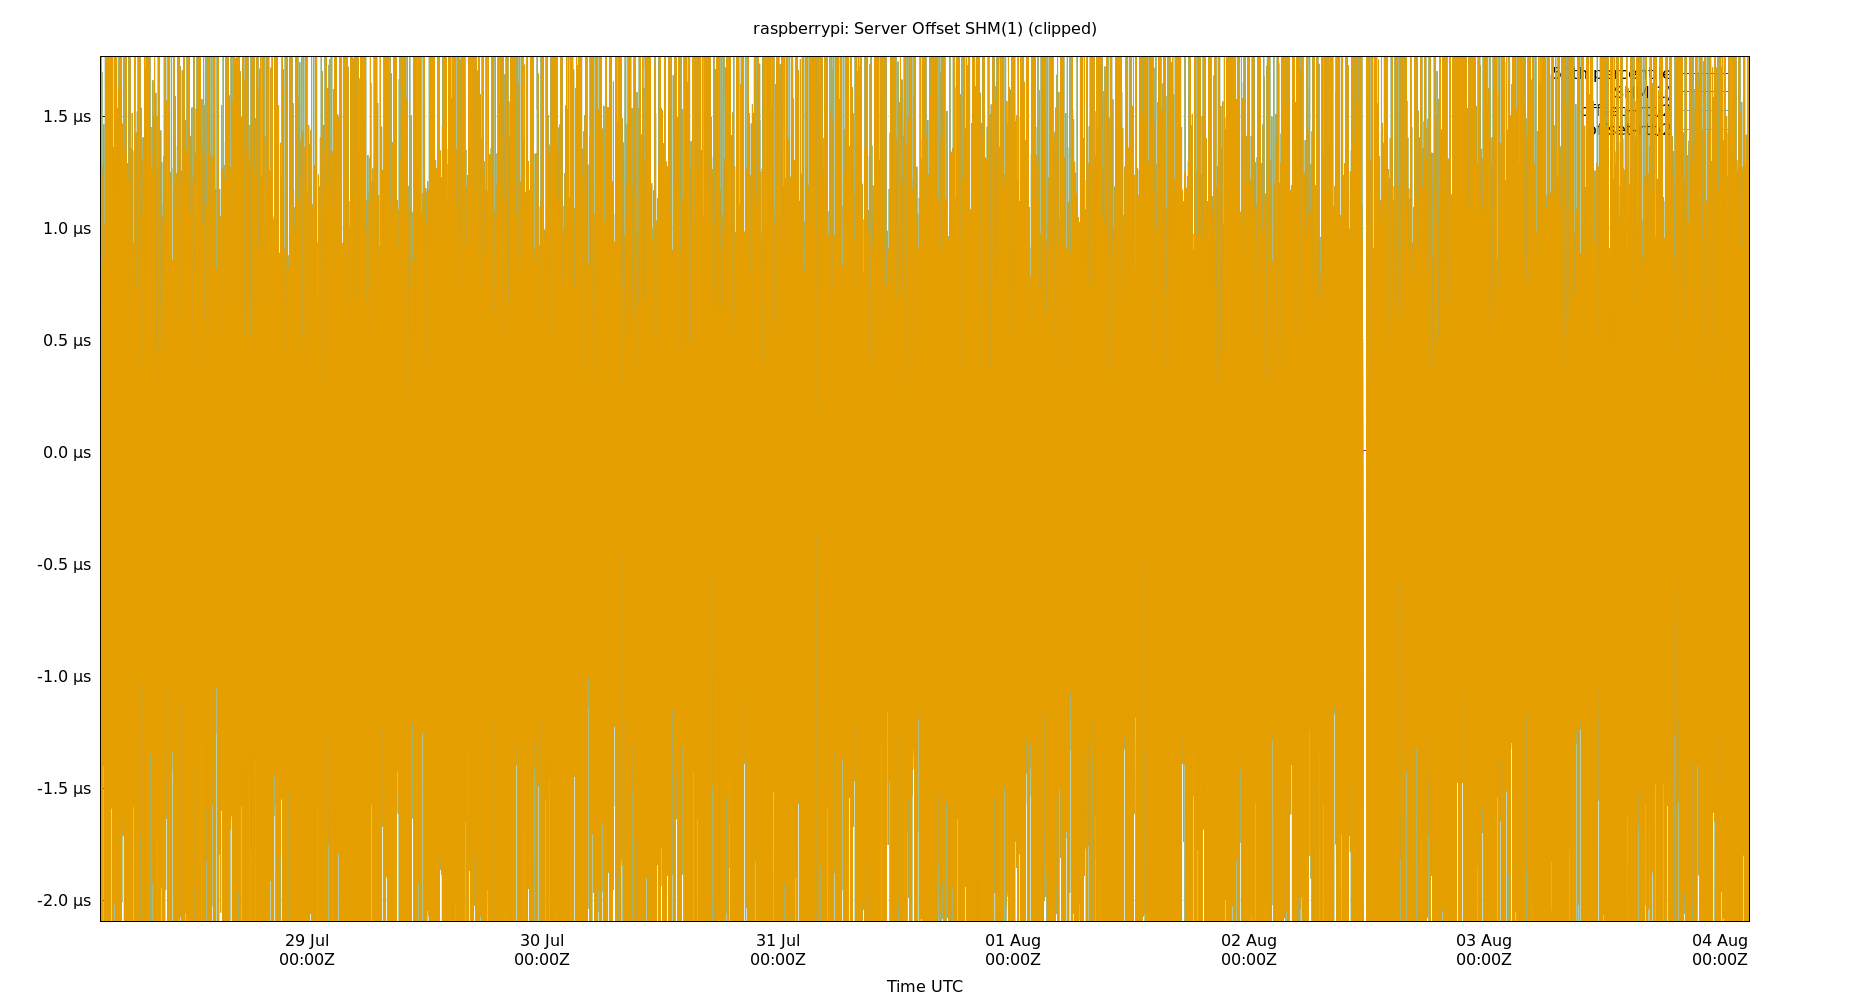 raspberrypi: Server Offset SHM(1) (clipped)
1.5 µs
1.0 µs
0.5 µs
0.0 µs
-0.5 µs
-1.0 µs
-1.5 µs
-2.0 µs
29 Jul
00:00Z
30 Jul
00:00Z
31 Jul
00:00Z
01 Aug
00:00Z
02 Aug
00:00Z
03 Aug
00:00Z
04 Aug
00:00Z
Time UTC